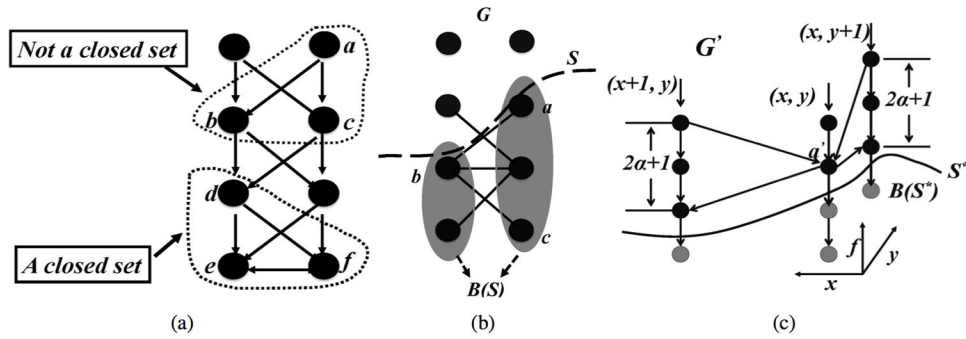 Not a closed set
a
b
c
d
e
f
A closed set
(a)
G
S
a
b
c
B(S)
(b)
G'
(x, y+1)
(x+1, y)
(x, y)
2α+1
q'
2α+1
S*
B(S*)
f
y
x
(c)